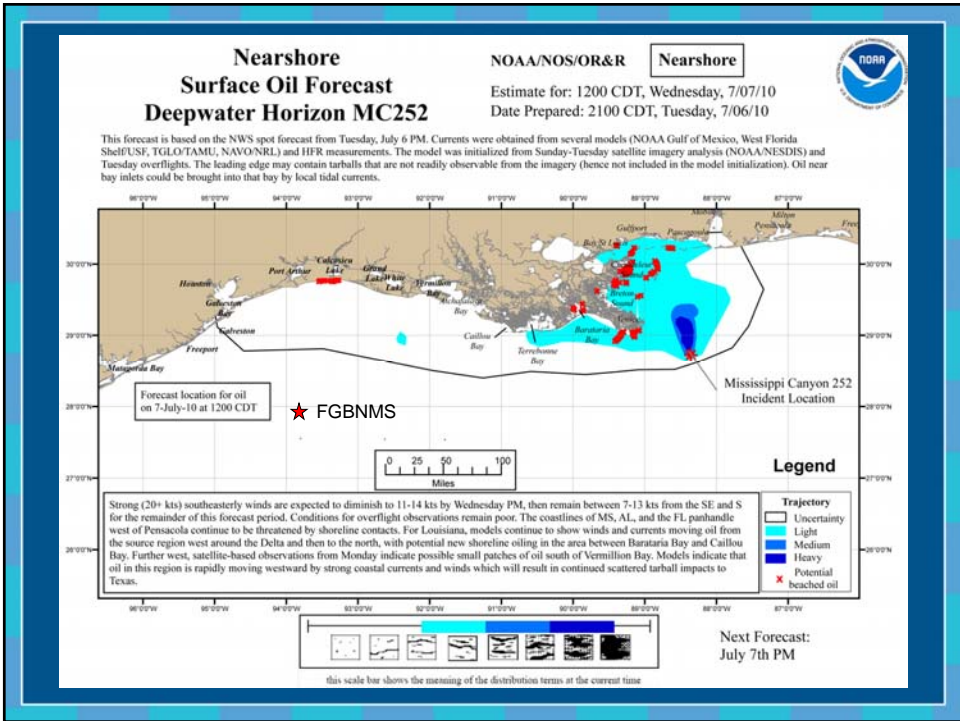 Nearshore
Surface Oil Forecast
Deepwater Horizon MC252
NOAA/NOS/OR&R
Nearshore
Estimate for: 1200 CDT, Wednesday, 7/07/10
Date Prepared: 2100 CDT, Tuesday, 7/06/10
NOAA
This forecast is based on the NWS spot forecast from Tuesday, July 6 PM. Currents were obtained from several models (NOAA Gulf of Mexico, West Florida
Shelf/USF, TGLO/TAMU, NAVO/NRL) and HFR measurements. The model was initialized from Sunday-Tuesday satellite imagery analysis (NOAA/NESDIS) and
Tuesday overflights. The leading edge may contain tarballs that are not readily observable from the imagery (hence not included in the model initialization). Oil near
bay inlets could be brought into that bay by local tidal currents.
Gulfport
Pascagoula
Milton
Houston
Port Arthur
Calcasieu
Lake
Grand
Lake
White
Lake
Vermilion
Bay
Atchafalaya
Bay
Breton
Sound
Galveston
Bay
Galveston
Freeport
Matagorda Bay
Caillou
Bay
Terrebonne
Bay
Barataria
Bay
Mississippi Canyon 252
Incident Location
Forecast location for oil
on 7-July-10 at 1200 CDT
FGBNMS
0 25 50 100
Miles
Strong (20+ kts) southeasterly winds are expected to diminish to 11-14 kts by Wednesday PM, then remain between 7-13 kts from the SE and S
for the remainder of this forecast period. Conditions for overflight observations remain poor. The coastlines of MS, AL, and the FL panhandle
west of Pensacola continue to be threatened by shoreline contacts. For Louisiana, models continue to show winds and currents moving oil from
the source region west around the Delta and then to the north, with potential new shoreline oiling in the area between Barataria Bay and Caillou
Bay. Further west, satellite-based observations from Monday indicate possible small patches of oil south of Vermillion Bay. Models indicate that
oil in this region is rapidly moving westward by strong coastal currents and winds which will result in continued scattered tarball impacts to
Texas.
Legend
Trajectory
Uncertainty
Light
Medium
Heavy
Potential
beached oil
Next Forecast:
July 7th PM
this scale bar shows the meaning of the distribution terms at the current time